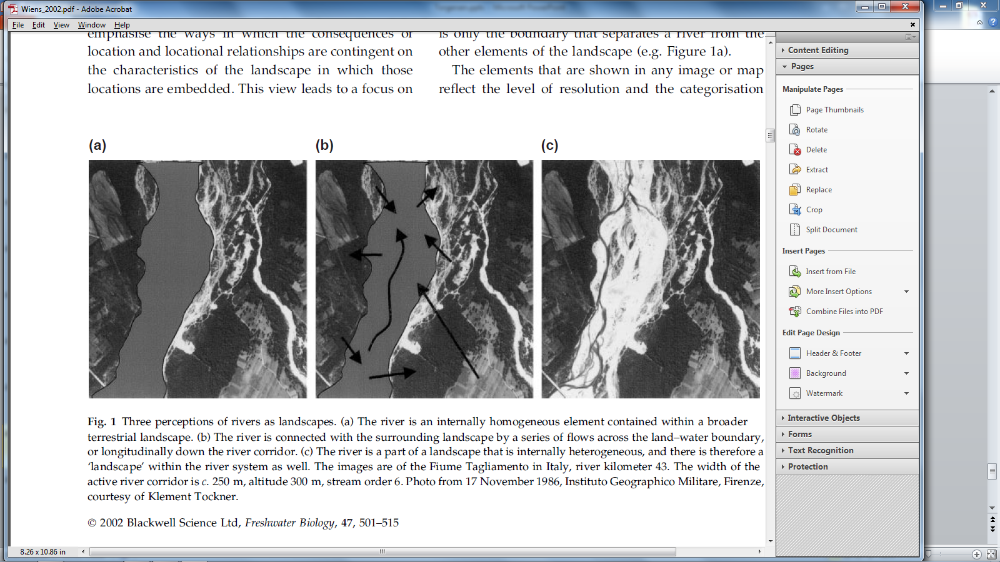 Wiens_2002.pdf - Adobe Acrobat
File Edit View Window Help
emphasise the ways in which the consequences of
location and locational relationships are contingent on
the characteristics of the landscape in which those
locations are embedded. This view leads to a focus on
is only the boundary that separates a river from the
other elements of the landscape (e.g. Figure 1a).
The elements that are shown in any image or map
reflect the level of resolution and the categorisation
(a) (b) (c)
Fig. 1 Three perceptions of rivers as landscapes. (a) The river is an internally homogeneous element contained within a broader
terrestrial landscape. (b) The river is connected with the surrounding landscape by a series of flows across the land–water boundary,
or longitudinally down the river corridor. (c) The river is a part of a landscape that is internally heterogeneous, and there is therefore a
‘landscape’ within the river system as well. The images are of the Fiume Tagliamento in Italy, river kilometer 43. The width of the
active river corridor is c. 250 m, altitude 300 m, stream order 6. Photo from 17 November 1986, Instituto Geographico Militare, Firenze,
courtesy of Klement Tockner.
© 2002 Blackwell Science Ltd, Freshwater Biology, 47, 501–515
8.26 x 10.86 in
Content Editing
Pages
Manipulate Pages
Page Thumbnails
Rotate
Delete
Extract
Replace
Crop
Split Document
Insert Pages
Insert from File
More Insert Options
Combine Files into PDF
Edit Page Design
Header & Footer
Background
Watermark
Interactive Objects
Forms
Text Recognition
Protection